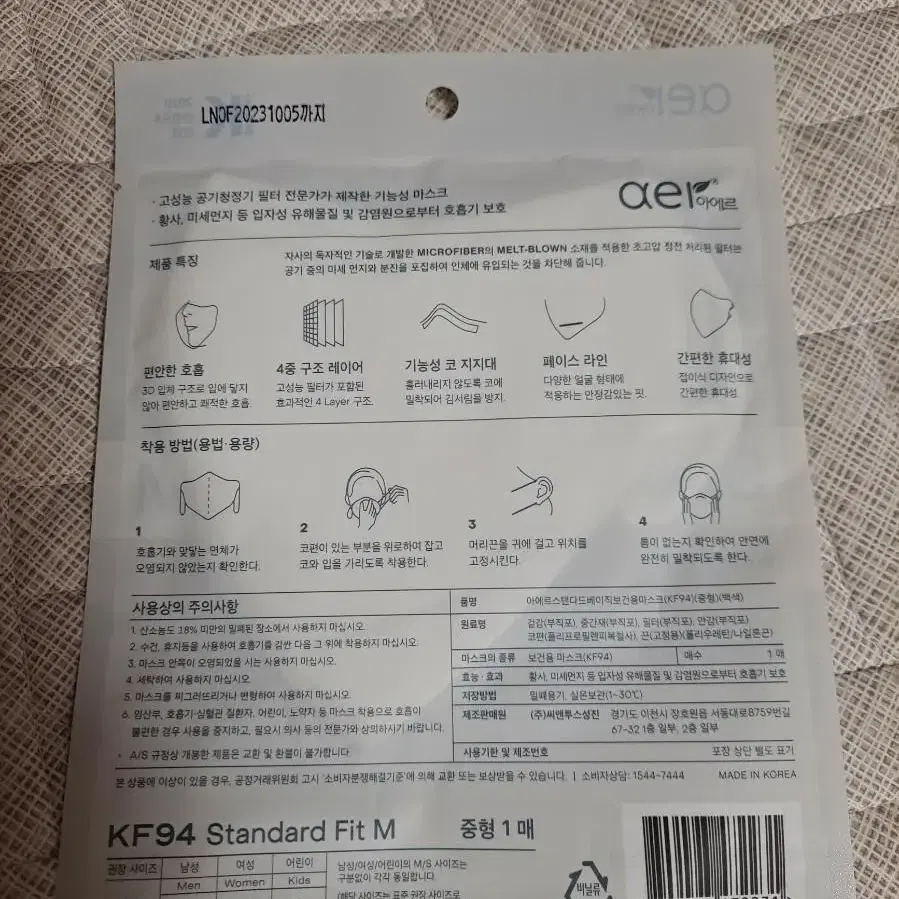 LN0F20231005까지
· 고성능 공기청정기 필터 전문가가 제작한 기능성 마스크
· 황사, 미세먼지 등 입자성 유해물질 및 감염원으로부터 호흡기 보호
aer 아에르
제품 특징
자사의 독자적인 기술로 개발한 MICROFIBER의 MELT-BLOWN 소재를 적용한 초고압 정전 처리된 필터는
공기 중의 미세 먼지와 분진을 포집하여 인체에 유입되는 것을 차단해 줍니다.
편안한 호흡
3D 입체 구조로 입에 닿지
않아 편안하고 쾌적한 호흡.
4중 구조 레이어
고성능 필터가 포함된
효과적인 4 Layer 구조.
기능성 코 지지대
흘러내리지 않도록 코에
밀착되어 김서림을 방지.
페이스 라인
다양한 얼굴 형태에
적응하는 안정감있는 핏.
간편한 휴대성
접이식 디자인으로
간편한 휴대성
착용 방법(용법·용량)
1
호흡기와 맞닿는 면체가
오염되지 않았는지 확인한다.
2
코편이 있는 부분을 위로하여 잡고
코와 입을 가리도록 착용한다.
3
머리끈을 귀에 걸고 위치를
고정시킨다.
4
틈이 없는지 확인하여 안면에
완전히 밀착되도록 한다.
사용상의 주의사항
1. 산소농도 18% 미만의 밀폐된 장소에서 사용하지 마십시오.
2. 수건, 휴지등을 사용하여 호흡기를 감싼 다음 그 위에 착용하지 마십시오.
3. 마스크 안쪽이 오염되었을 시는 사용하지 마십시오.
4. 세탁하여 사용하지 마십시오.
5. 마스크를 찌그러뜨리거나 변형하여 사용하지 마십시오.
6. 임산부, 호흡기·심혈관 질환자, 어린이, 노약자 등 마스크 착용으로 호흡이
불편한 경우 사용을 중지하고, 필요시 의사 등의 전문가와 상의하시기 바랍니다.
* A/S 규정상 개봉한 제품은 교환 및 환불이 불가합니다.
품명 아에르스탠다드베이직보건용마스크(KF94)(중형)(백색)
원료명 겉감(부직포), 중간재(부직포), 필터(부직포), 안감(부직포)
코편(폴리프로필렌피복철사), 끈(고정용)(폴리우레탄/나일론끈)
마스크의 종류 보건용 마스크(KF94) 매수 1 매
효능·효과 황사, 미세먼지 등 입자성 유해물질 및 감염원으로부터 호흡기 보호
저장방법 밀폐용기, 실온보관(1~30℃)
제조판매원 (주)씨앤투스성진 경기도 이천시 장호원읍 서동대로8759번길
67-32 1층 일부, 2층 일부
사용기한 및 제조번호 포장 상단 별도 표기
본 상품에 이상이 있을 경우, 공정거래위원회 고시 '소비자분쟁해결기준'에 의해 교환 또는 보상받을 수 있습니다. | 소비자상담: 1544-7444 MADE IN KOREA
KF94 Standard Fit M 중형 1 매
권장 사이즈 남성 여성 어린이
Men Women Kids
남성/여성/어린이의 M/S 사이즈는
구분없이 각각 동일합니다.
(해당 사이즈는 표준 권장 사이즈로
비닐류